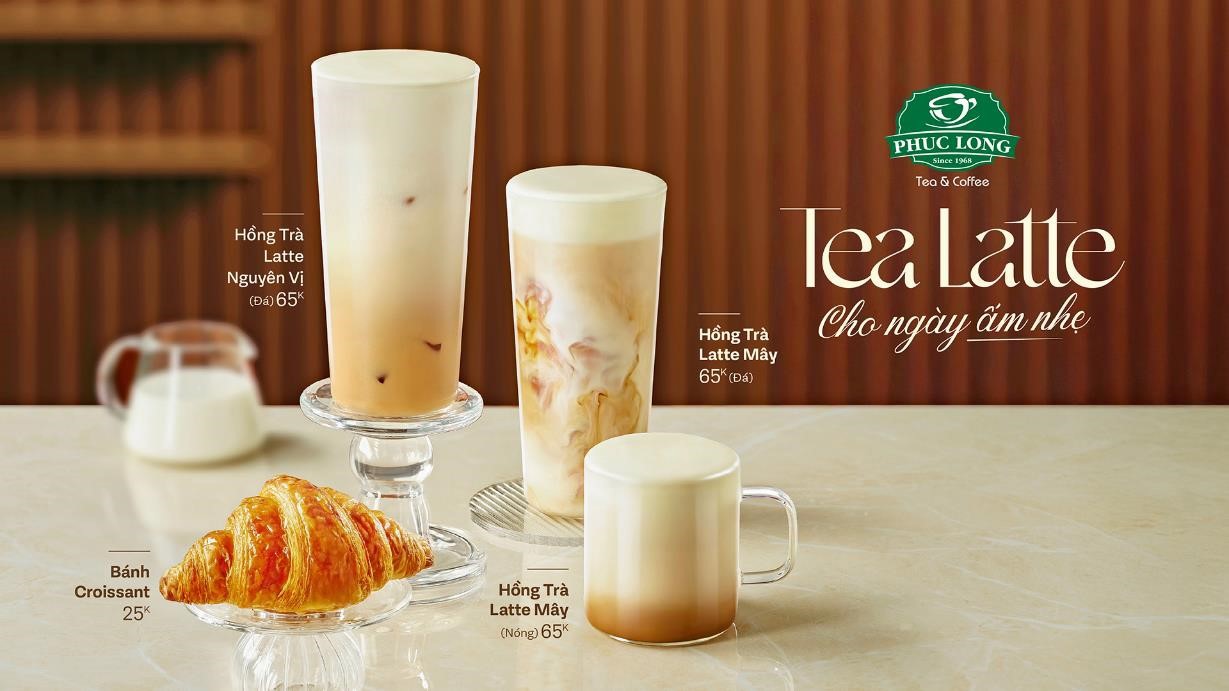 PHUC LONG
Since 1968
Tea & Coffee
Tea Latte
Cho ngày ấm nhẹ
Hồng Trà
Latte
Nguyên Vị
(Đá) 65K
Hồng Trà
Latte Mây
65K (Đá)
Bánh
Croissant
25K
Hồng Trà
Latte Mây
(Nóng) 65K